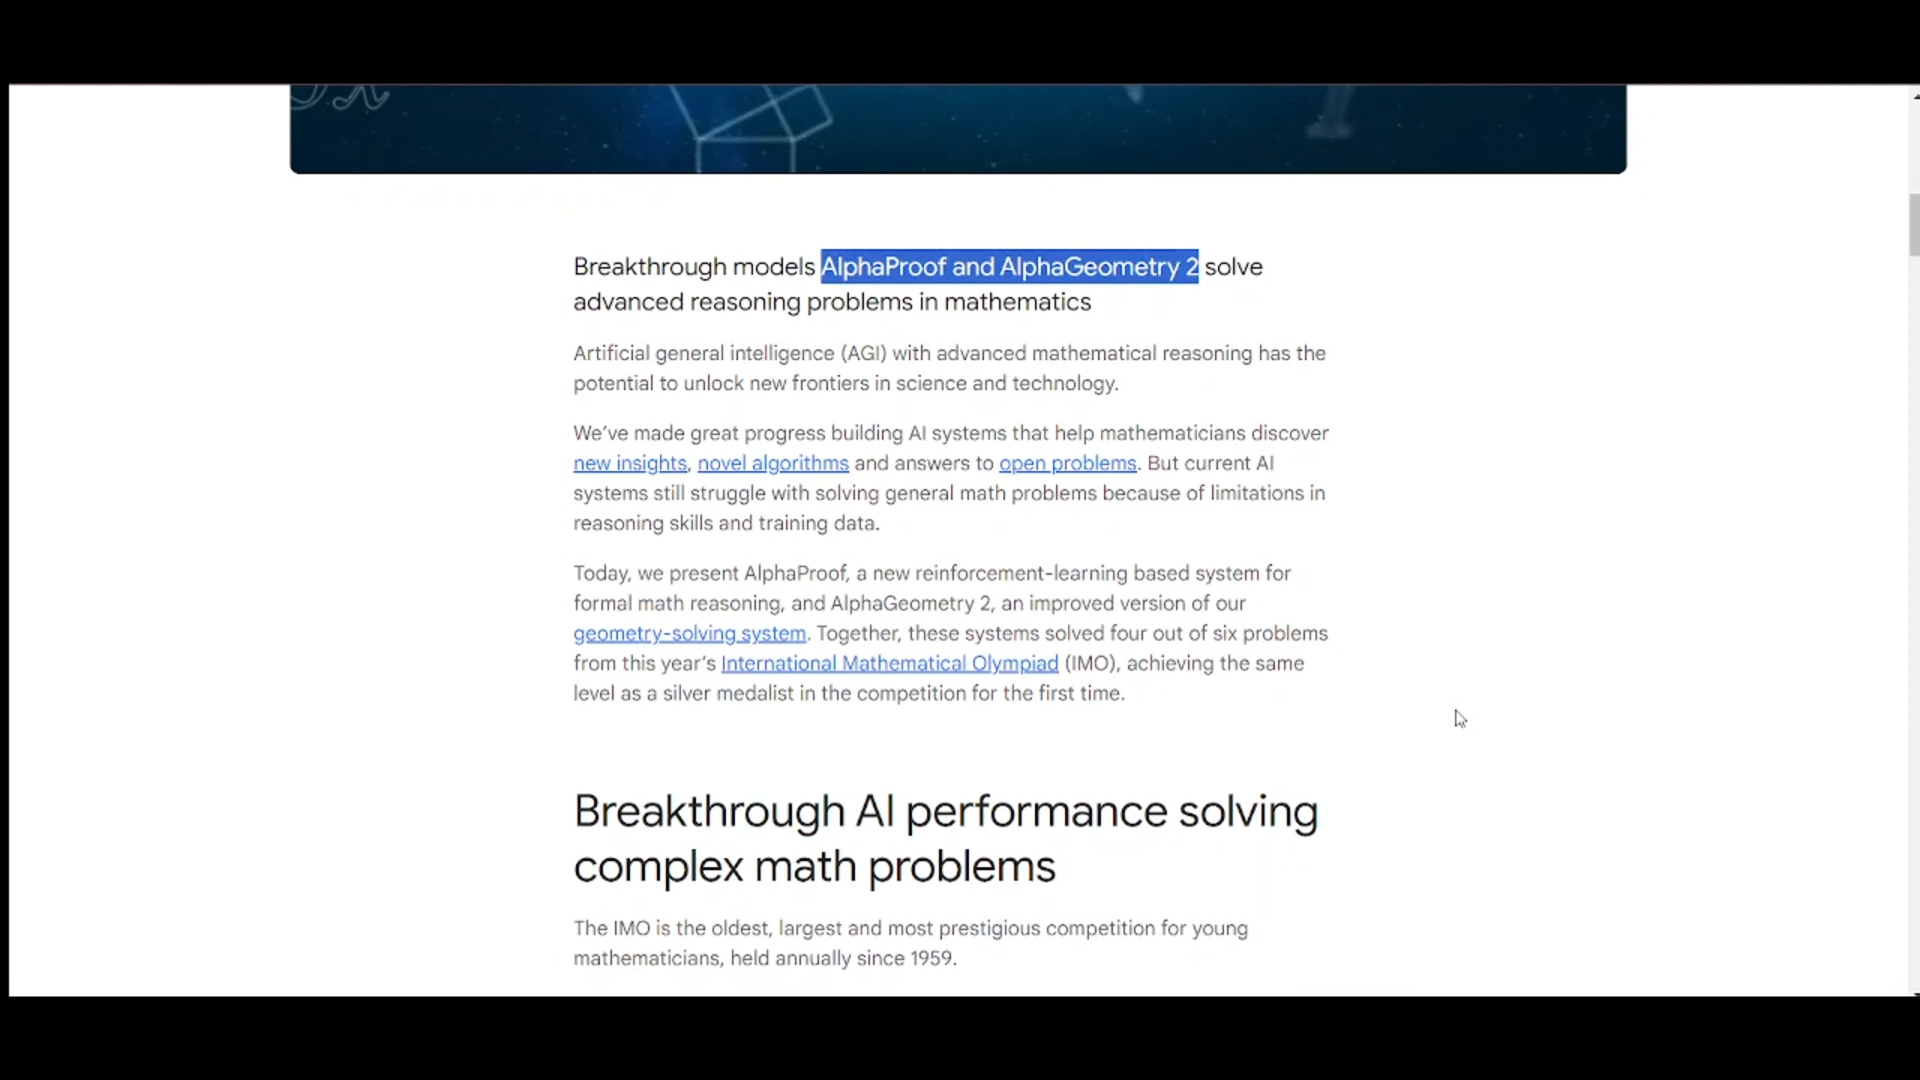 Breakthrough models AlphaProof and AlphaGeometry 2 solve
advanced reasoning problems in mathematics
Artificial general intelligence (AGI) with advanced mathematical reasoning has the
potential to unlock new frontiers in science and technology.
We’ve made great progress building AI systems that help mathematicians discover
new insights, novel algorithms and answers to open problems. But current AI
systems still struggle with solving general math problems because of limitations in
reasoning skills and training data.
Today, we present AlphaProof, a new reinforcement-learning based system for
formal math reasoning, and AlphaGeometry 2, an improved version of our
geometry-solving system. Together, these systems solved four out of six problems
from this year’s International Mathematical Olympiad (IMO), achieving the same
level as a silver medalist in the competition for the first time.
Breakthrough AI performance solving
complex math problems
The IMO is the oldest, largest and most prestigious competition for young
mathematicians, held annually since 1959.